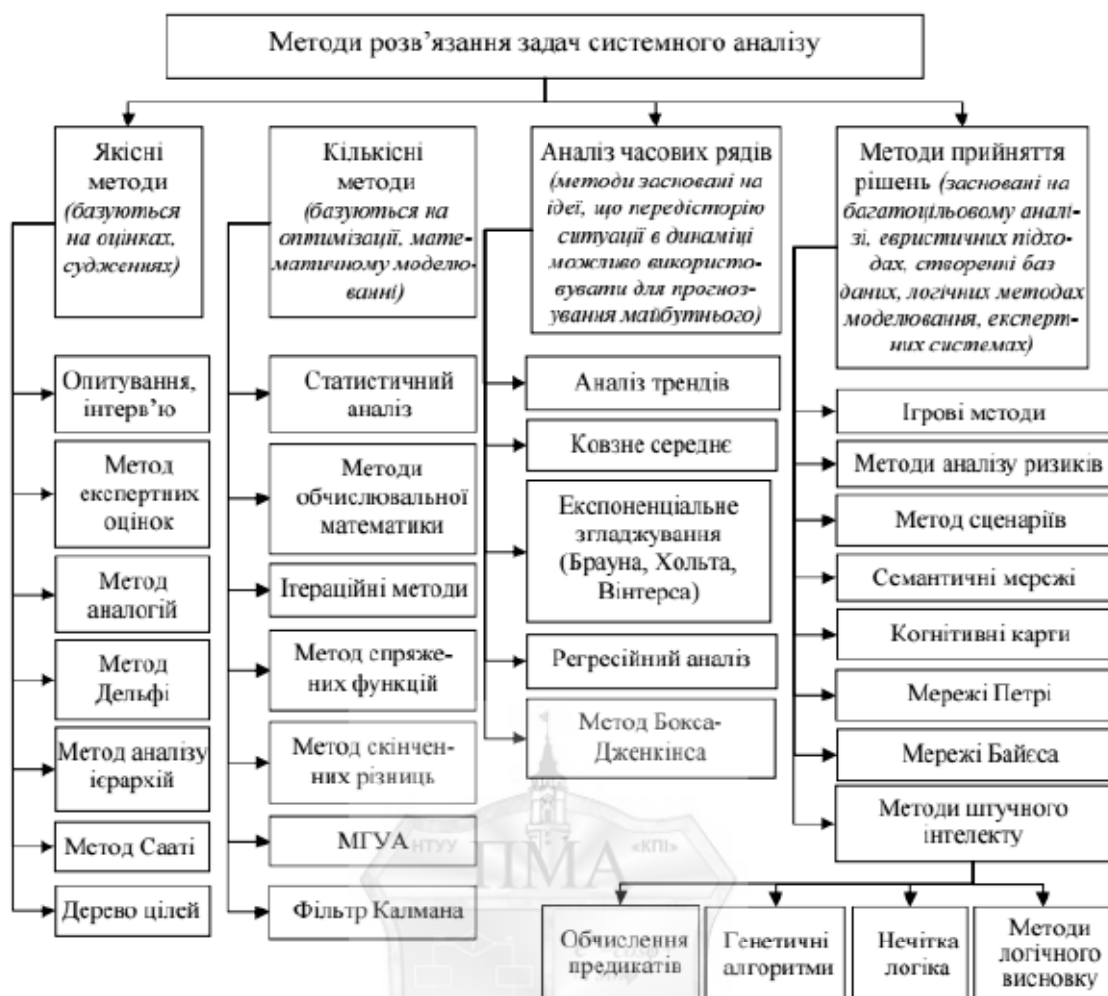 Методи розв’язання задач системного аналізу
Якісні
методи
(базуються
на оцінках,
судженнях)
Опитування,
інтерв’ю
Метод
експертних
оцінок
Метод
аналогій
Метод
Дельфі
Метод аналізу
ієрархій
Метод Сааті
Дерево цілей
Кількісні
методи
(базуються на
оптимізації, мате-
матичному моделю-
ванні)
Статистичний
аналіз
Методи
обчислювальної
математики
Ітераційні методи
Метод спряже-
них функцій
Метод скінчен-
них різниць
МГУА
Фільтр Калмана
Аналіз часових рядів
(методи засновані на
ідеї, що передісторію
ситуації в динаміці
можливо використо-
вувати для прогноз-
ування майбутнього)
Аналіз трендів
Ковзне середнє
Експоненціальне
згладжування
(Брауна, Хольта,
Вінтерса)
Регресійний аналіз
Метод Бокса-
Дженкінса
Методи прийняття
рішень (засновані на
багатоцільовому аналі-
зі, евристичних підхо-
дах, створенні баз
даних, логічних методах
моделювання, експерт-
них системах)
Ігрові методи
Методи аналізу ризиків
Метод сценаріїв
Семантичні мережі
Когнітивні карти
Мережі Петрі
Мережі Байєса
Методи штучного
інтелекту
Обчислення
предикатів
Генетичні
алгоритми
Нечітка
логіка
Методи
логічного
висновку
НТУУ
«КПІ»
ПМА